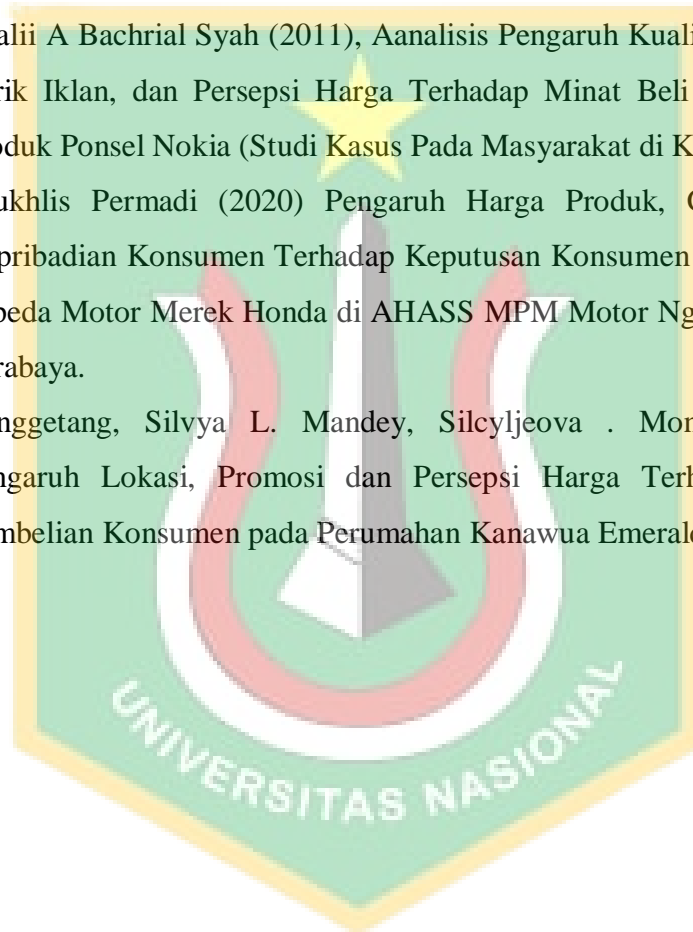 alii A Bachrial Syah (2011), Aanalisis Pengaruh Kuali
rik Iklan, dan Persepsi Harga Terhadap Minat Beli
oduk Ponsel Nokia (Studi Kasus Pada Masyarakat di K
ukhlis Permadi (2020) Pengaruh Harga Produk,
pribadian Konsumen Terhadap Keputusan Konsumen
peda Motor Merek Honda di AHASS MPM Motor Ng
rabaya.
nggetang, Silvya L. Mandey, Silcyljeova . Mon
ngaruh Lokasi, Promosi dan Persepsi Harga Terh
mbelian Konsumen pada Perumahan Kanawua Emerald
UNIVERSITAS NASIONAL